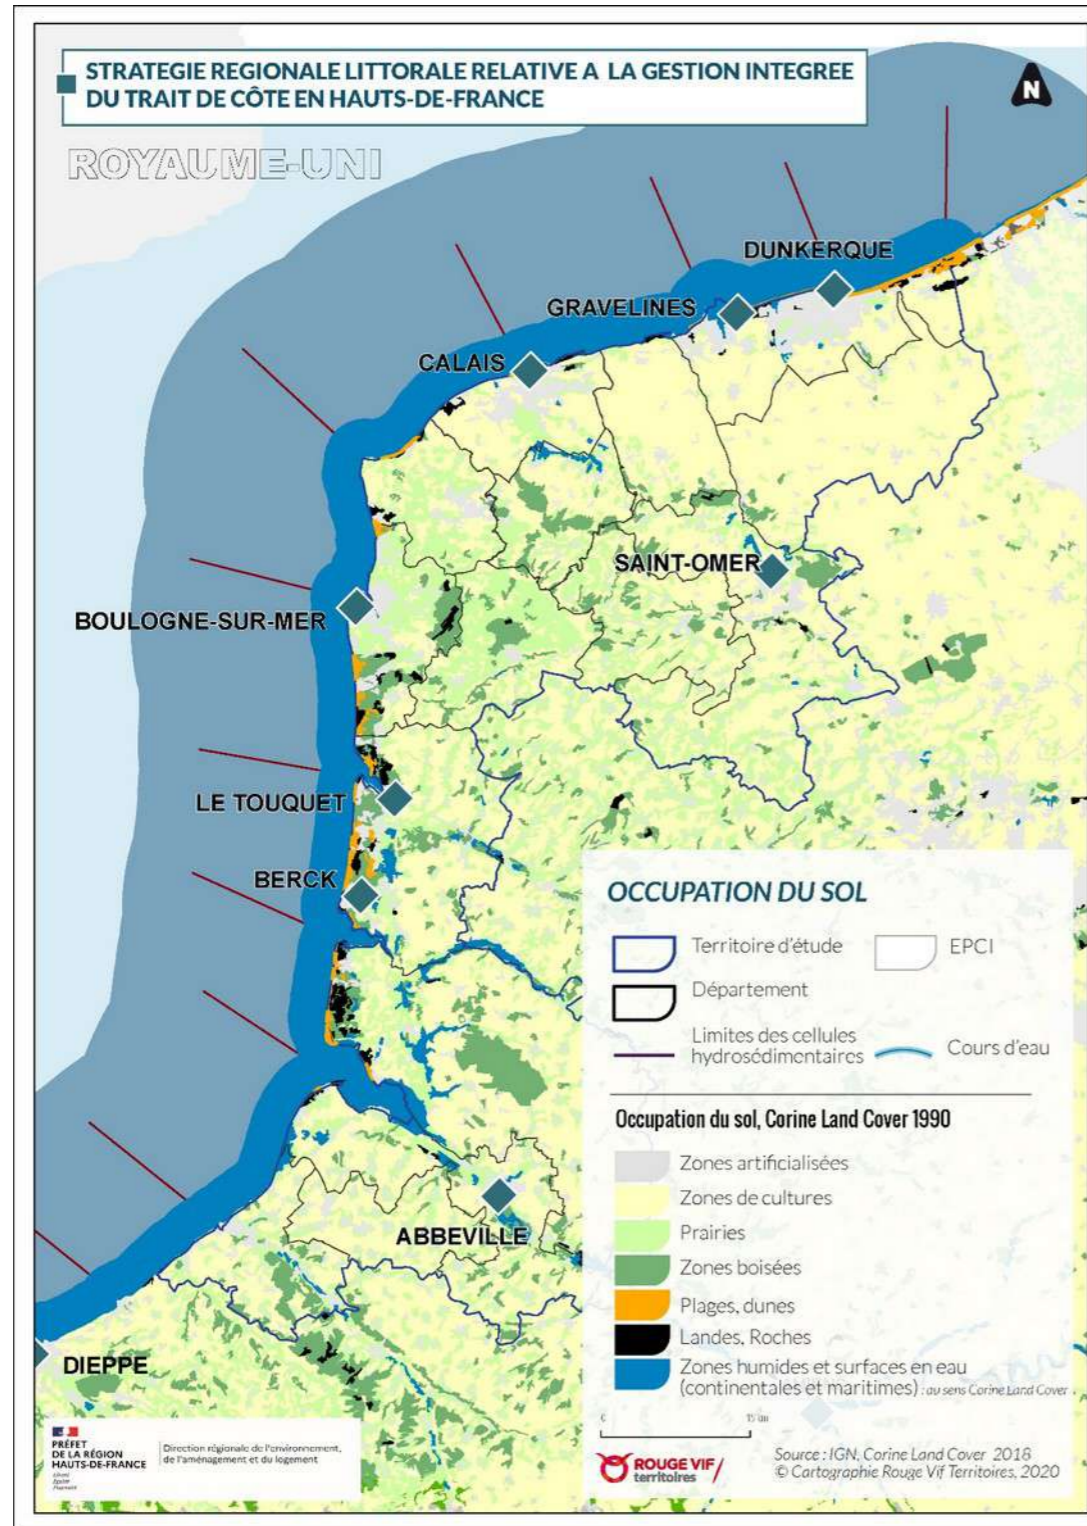 STRATEGIE REGIONALE LITTORALE RELATIVE A LA GESTION INTEGREE
DU TRAIT DE CÔTE EN HAUTS-DE-FRANCE
N
ROYAUME-UNI
DUNKERQUE
GRAVELINES
CALAIS
SAINT-OMER
BOULOGNE-SUR-MER
LE TOUQUET
BERCK
ABBEVILLE
DIEPPE
OCCUPATION DU SOL
Territoire d'étude
EPCI
Département
Limites des cellules
hydrosédimentaires
Cours d'eau
Occupation du sol, Corine Land Cover 1990
Zones artificialisées
Zones de cultures
Prairies
Zones boisées
Plages, dunes
Landes, Roches
Zones humides et surfaces en eau
(continentales et maritimes) : au sens Corine Land Cover
ROUGE VIF
territoires
Source : IGN, Corine Land Cover 2018
© Cartographie Rouge Vif Territoires, 2020
PRÉFET
DE LA RÉGION
HAUTS-DE-FRANCE
Liberté
Égalité
Fraternité
Direction régionale de l'environnement,
de l'aménagement et du logement